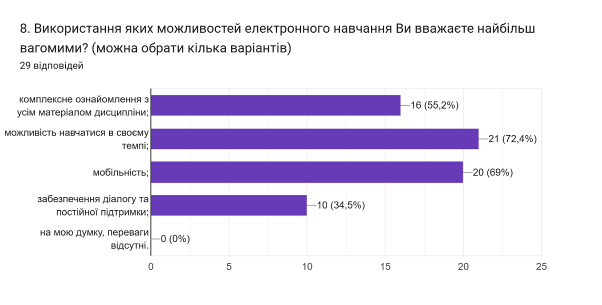 8. Використання яких можливостей електронного навчання Ви вважаєте найбільш
вагомими? (можна обрати кілька варіантів)
29 відповідей
комплексне ознайомлення з
усім матеріалом дисципліни;
16 (55,2%)
можливість навчатися в своєму
темпі;
21 (72,4%)
мобільність;
20 (69%)
забезпечення діалогу та
постійної підтримки;
10 (34,5%)
на мою думку, переваги
відсутні.
0 (0%)
0 5 10 15 20 25